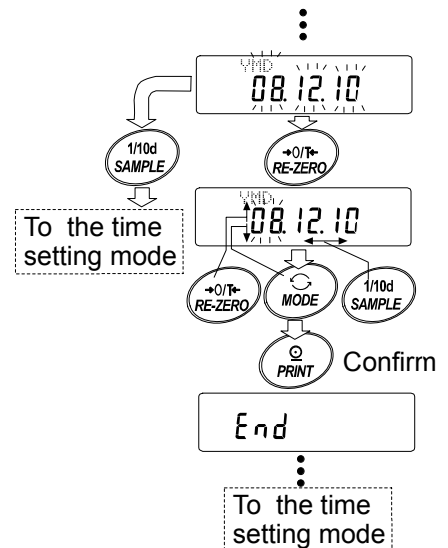 YMD
08.12.10
1/10d
SAMPLE
→0/T←
RE-ZERO
To the time
setting mode
YMD
08.12.10
→0/T←
RE-ZERO
MODE
1/10d
SAMPLE
PRINT
Confirm
End
To the time
setting mode